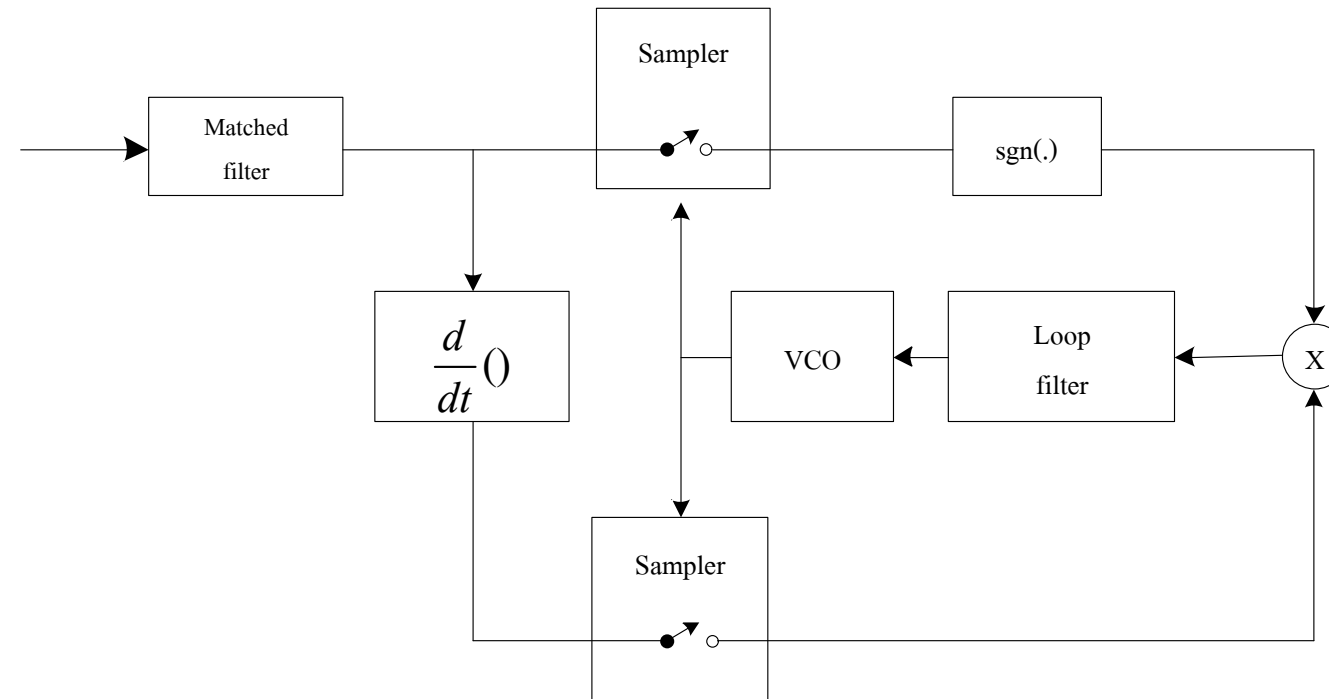 Sampler
Matched
filter
sgn(.)
d
dt
()
VCO
Loop
filter
X
Sampler